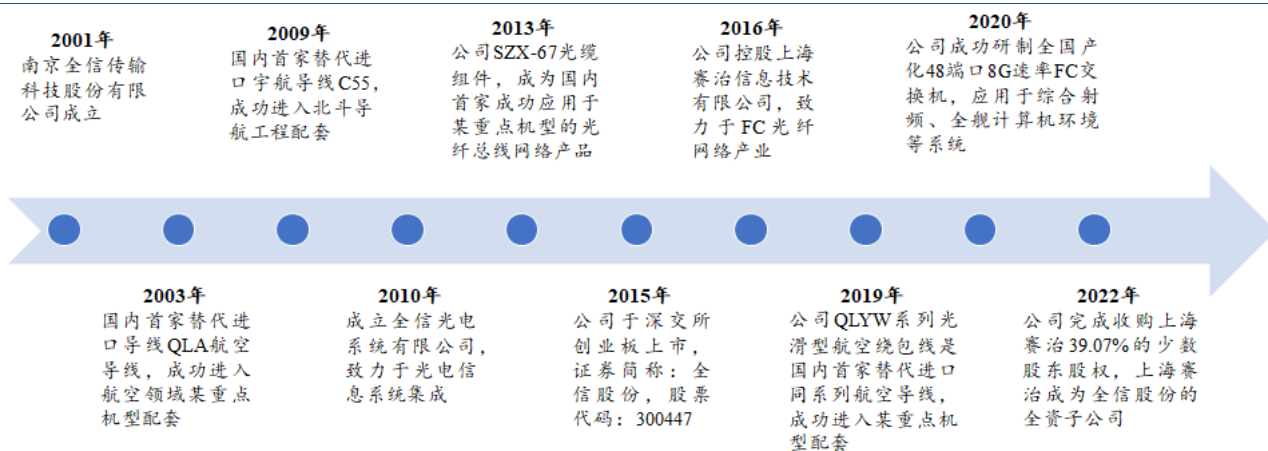 2001年
南京全信传输
科技股份有限
公司成立
2009年
国内首家替代进
口宇航导线C55，
成功进入北斗导
航工程配套
2013年
公司SZX-67光缆
组件，成为国内
首家成功应用于
某重点机型的光
纤总线网络产品
2016年
公司控股上海
赛治信息技术
有限公司，致
力于FC光纤
网络产业
2020年
公司成功研制全国产
化48端口8G速率FC交
换机，应用于综合射
频、全舰计算机环境
等系统
2003年
国内首家替代进
口导线QLA航空
导线，成功进入
航空领域某重点
机型配套
2010年
成立全信光电
系统有限公司，
致力于光电信
息系统集成
2015年
公司于深交所
创业板上市，
证券简称：全
信股份，股票
代码：300447
2019年
公司QLYW系列光
滑型航空绕包线是
国内首家替代进口
同系列航空导线，
成功进入某重点机
型配套
2022年
公司完成收购上海
赛治39.07%的少数
股东股权，上海赛
治成为全信股份的
全资子公司